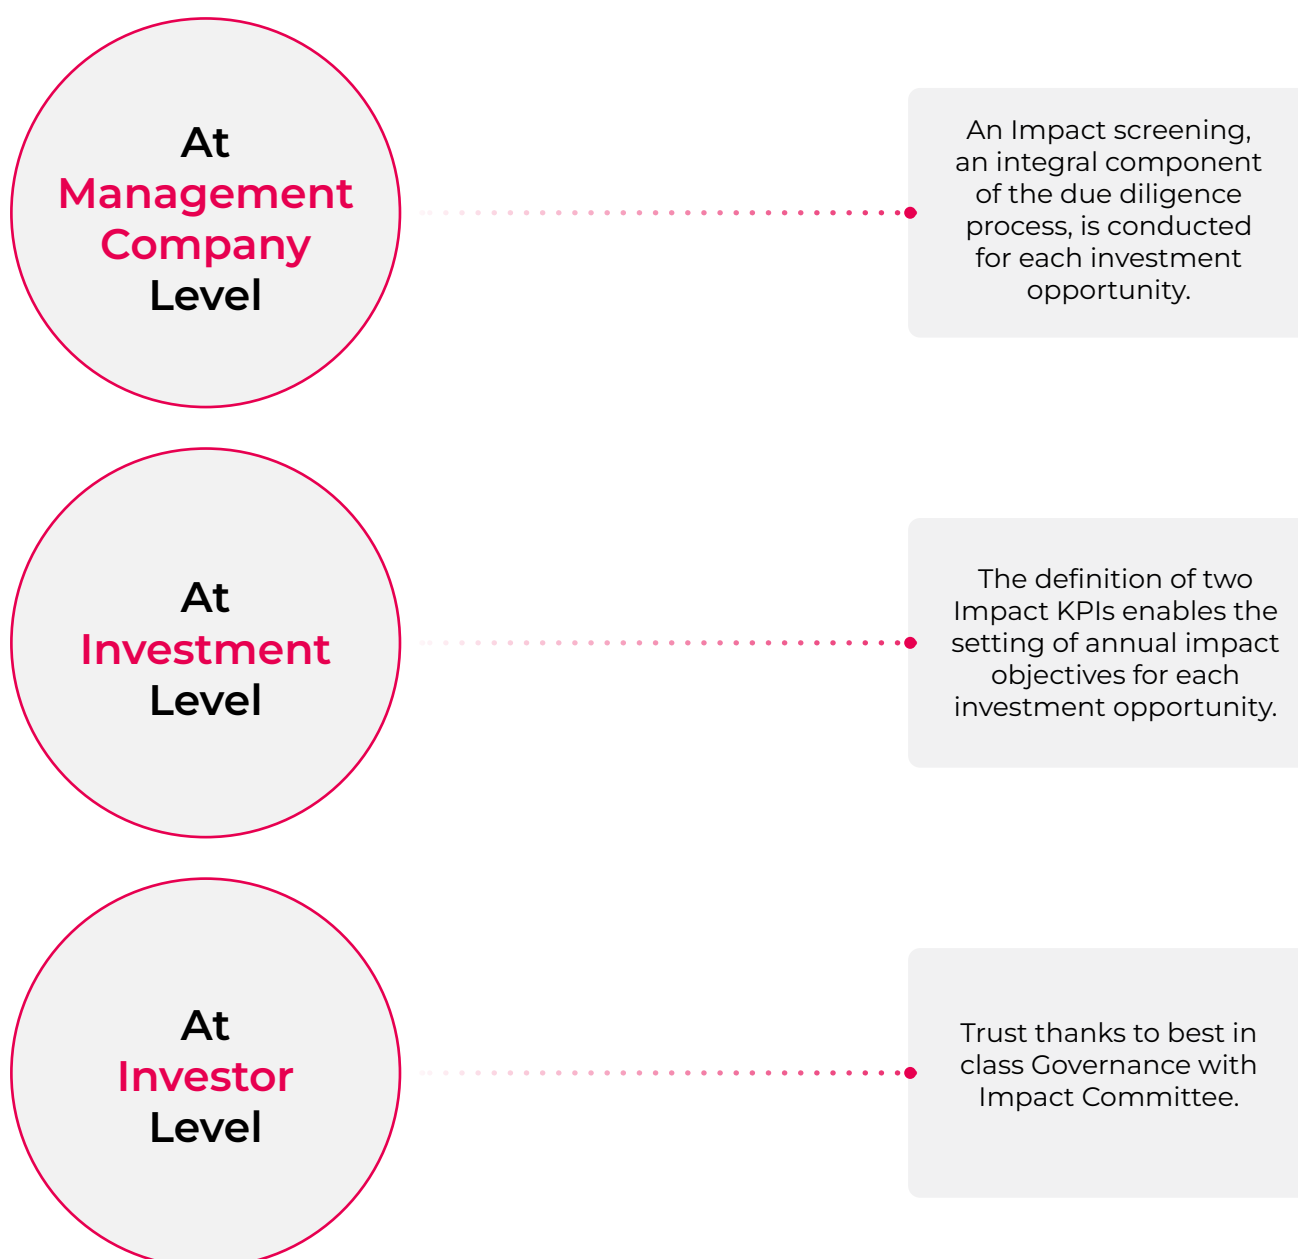 At
Management
Company
Level
An Impact screening,
an integral component
of the due diligence
process, is conducted
for each investment
opportunity.
At
Investment
Level
The definition of two
Impact KPIs enables the
setting of annual impact
objectives for each
investment opportunity.
At
Investor
Level
Trust thanks to best in
class Governance with
Impact Committee.